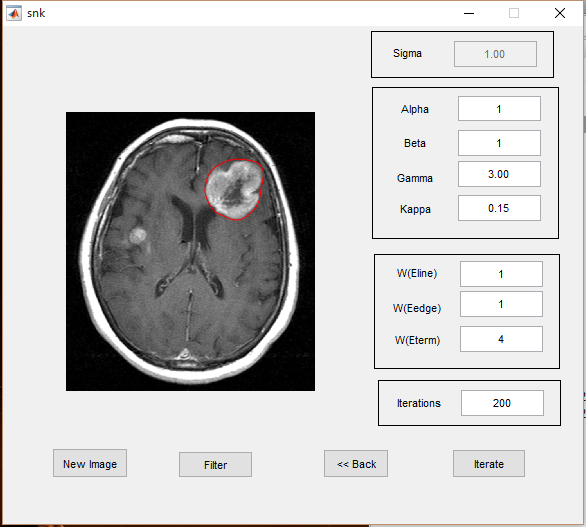 snk
Sigma 1.00
Alpha 1
Beta 1
Gamma 3.00
Kappa 0.15
W(Eline) 1
W(Eedge) 1
W(Eterm) 4
Iterations 200
New Image Filter << Back Iterate